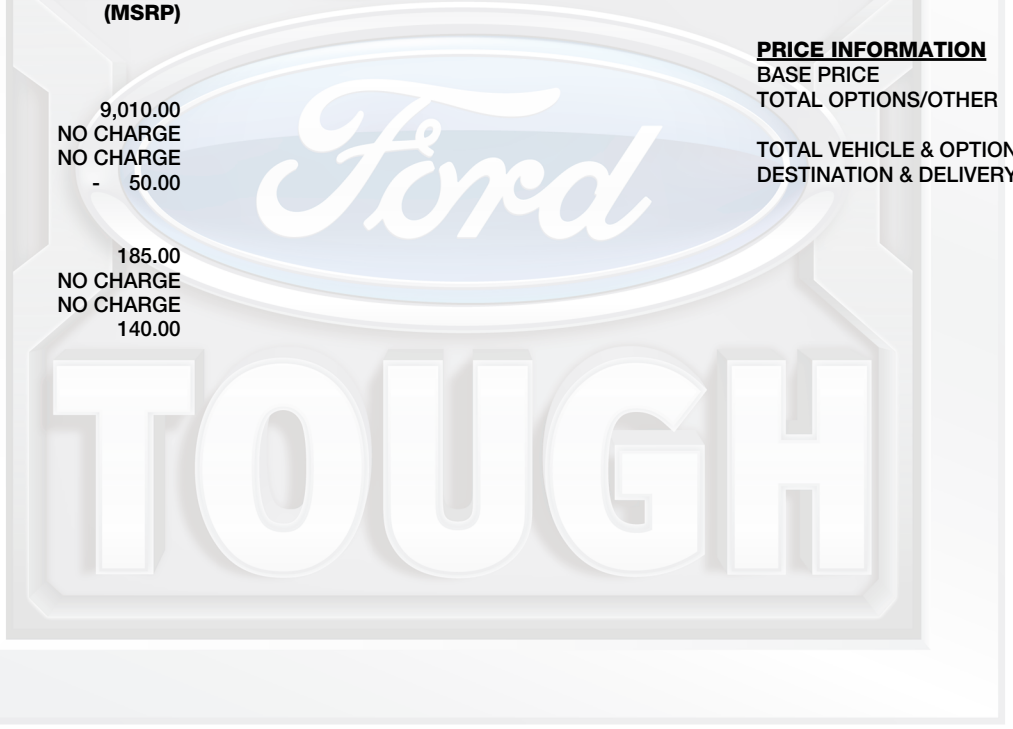 (MSRP)
9,010.00
NO CHARGE
NO CHARGE
- 50.00
185.00
NO CHARGE
NO CHARGE
140.00
PRICE INFORMATION
BASE PRICE
TOTAL OPTIONS/OTHER
TOTAL VEHICLE & OPTION
DESTINATION & DELIVERY
Ford
TOUGH